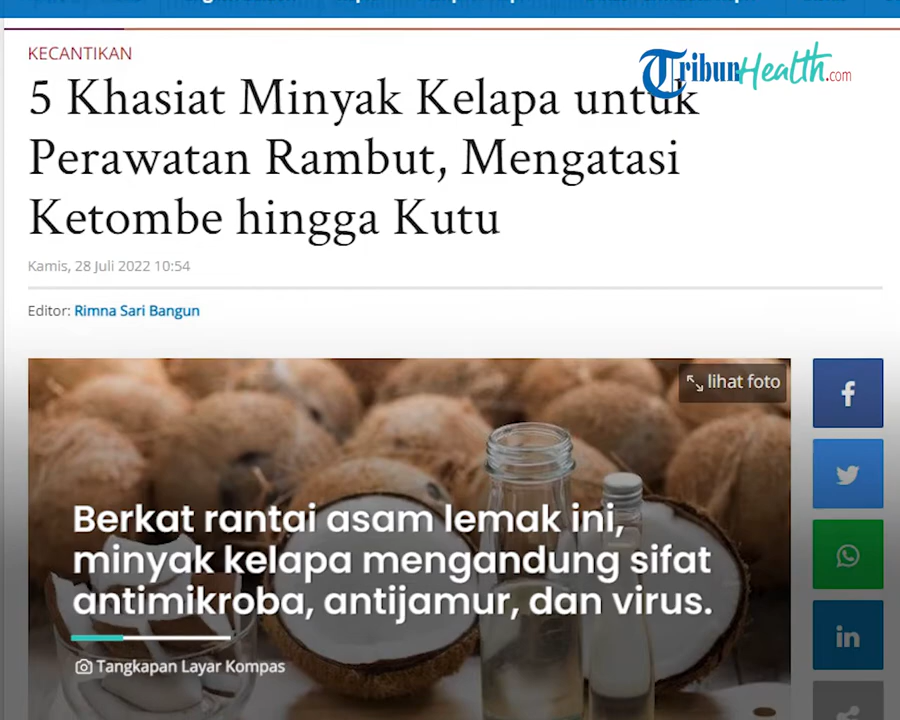 KECANTIKAN
TribunHealth.com
5 Khasiat Minyak Kelapa untuk
Perawatan Rambut, Mengatasi
Ketombe hingga Kutu
Kamis, 28 Juli 2022 10:54
Editor: Rimna Sari Bangun
lihat foto
Berkat rantai asam lemak ini,
minyak kelapa mengandung sifat
antimikroba, antijamur, dan virus.
Tangkapan Layar Kompas